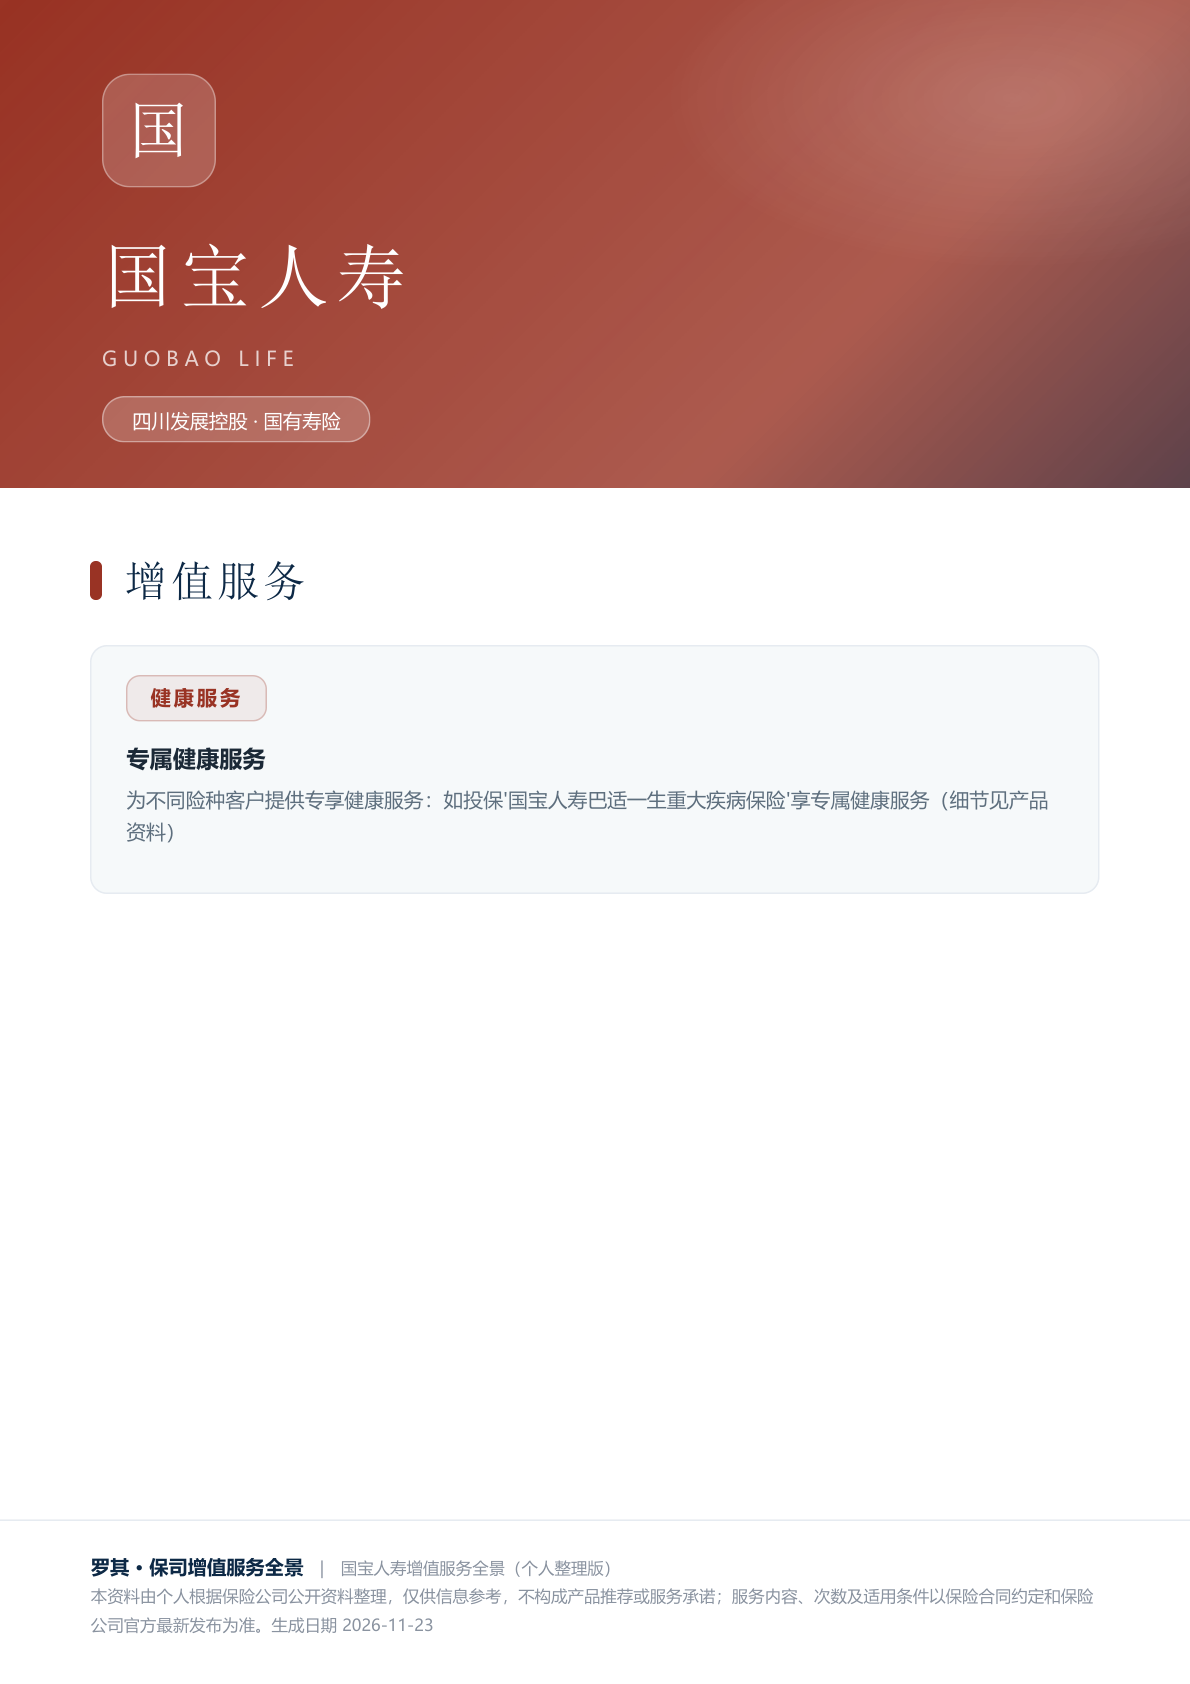 国
国宝人寿
GUOBAO LIFE
四川发展控股 · 国有寿险
增值服务
健康服务
专属健康服务
为不同险种客户提供专享健康服务：如投保'国宝人寿巴适一生重大疾病保险'享专属健康服务（细节见产品
资料）
罗其 · 保司增值服务全景 | 国宝人寿增值服务全景（个人整理版）
本资料由个人根据保险公司公开资料整理，仅供信息参考，不构成产品推荐或服务承诺；服务内容、次数及适用条件以保险合同约定和保险
公司官方最新发布为准。生成日期 2026-11-23